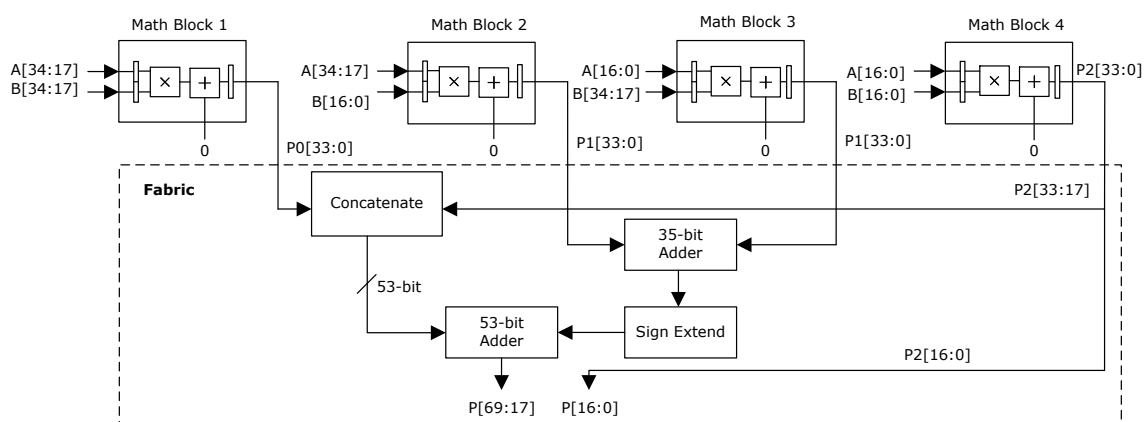 Math Block 1
Math Block 2
Math Block 3
Math Block 4
A[34:17]
B[34:17]
×
+
0
P0[33:0]
A[34:17]
B[16:0]
×
+
0
P1[33:0]
A[16:0]
B[34:17]
×
+
0
P1[33:0]
A[16:0]
B[16:0]
×
+
0
P2[33:0]
Fabric
Concatenate
P2[33:17]
35-bit
Adder
53-bit
53-bit
Adder
Sign Extend
P2[16:0]
P[69:17]
P[16:0]